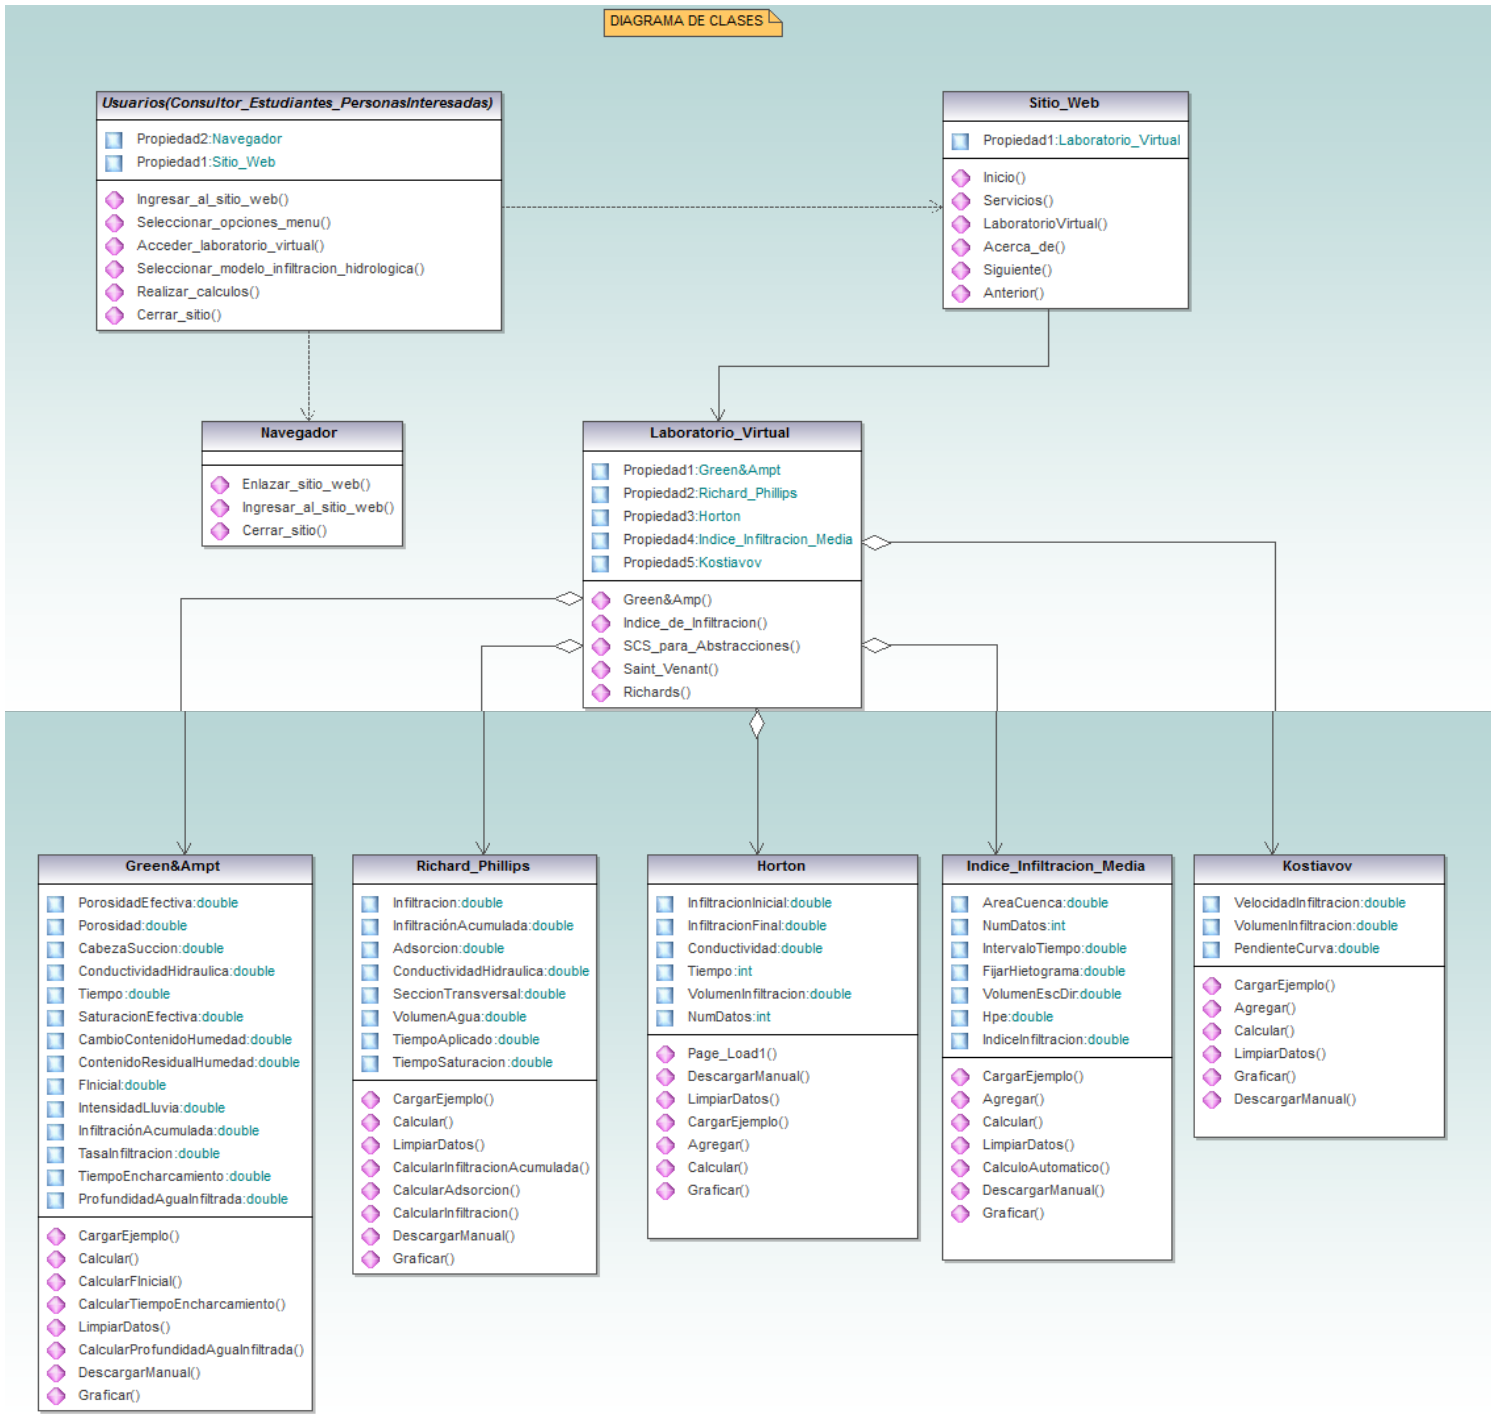 DIAGRAMA DE CLASES
Usuarios(Consultor_Estudiantes_PersonasInteresadas)
Propiedad2:Navegador
Propiedad1:Sitio_Web
Ingresar_al_sitio_web()
Seleccionar_opciones_menu()
Acceder_laboratorio_virtual()
Seleccionar_modelo_infiltracion_hidrologica()
Realizar_calculos()
Cerrar_sitio()
Sitio_Web
Propiedad1:Laboratorio_Virtual
Inicio()
Servicios()
LaboratorioVirtual()
Acerca_de()
Siguiente()
Anterior()
Navegador
Enlazar_sitio_web()
Ingresar_al_sitio_web()
Cerrar_sitio()
Laboratorio_Virtual
Propiedad1:Green&Ampt
Propiedad2:Richard_Phillips
Propiedad3:Horton
Propiedad4:Indice_Infiltracion_Media
Propiedad5:Kostiavov
Green&Amp()
Indice_de_Infiltracion()
SCS_para_Abstracciones()
Saint_Venant()
Richards()
Green&Ampt
PorosidadEfectiva:double
Porosidad:double
CabezaSuccion:double
ConductividadHidraulica:double
Tiempo:double
SaturacionEfectiva:double
CambioContenidoHumedad:double
ContenidoResidualHumedad:double
FInicial:double
IntensidadLluvia:double
InfiltraciónAcumulada:double
TasaInfiltracion:double
TiempoEncharcamiento:double
ProfundidadAguaInfiltrada:double
CargarEjemplo()
Calcular()
CalcularFInicial()
CalcularTiempoEncharcamiento()
LimpiarDatos()
CalcularProfundidadAguaInfiltrada()
DescargarManual()
Graficar()
Richard_Phillips
Infiltracion:double
InfiltraciónAcumulada:double
Adsorcion:double
ConductividadHidraulica:double
SeccionTransversal:double
VolumenAgua:double
TiempoAplicado:double
TiempoSaturacion:double
CargarEjemplo()
Calcular()
LimpiarDatos()
CalcularInfiltracionAcumulada()
CalcularAdsorcion()
CalcularInfiltracion()
DescargarManual()
Graficar()
Horton
InfiltracionInicial:double
InfiltracionFinal:double
Conductividad:double
Tiempo:int
VolumenInfiltracion:double
NumDatos:int
Page_Load1()
DescargarManual()
LimpiarDatos()
CargarEjemplo()
Agregar()
Calcular()
Graficar()
Indice_Infiltracion_Media
AreaCuenca:double
NumDatos:int
IntervaloTiempo:double
FijarHietograma:double
VolumenEscDir:double
Hpe:double
IndiceInfiltracion:double
CargarEjemplo()
Agregar()
Calcular()
LimpiarDatos()
CalculoAutomatico()
DescargarManual()
Graficar()
Kostiavov
VelocidadInfiltracion:double
VolumenInfiltracion:double
PendienteCurva:double
CargarEjemplo()
Agregar()
Calcular()
LimpiarDatos()
Graficar()
DescargarManual()